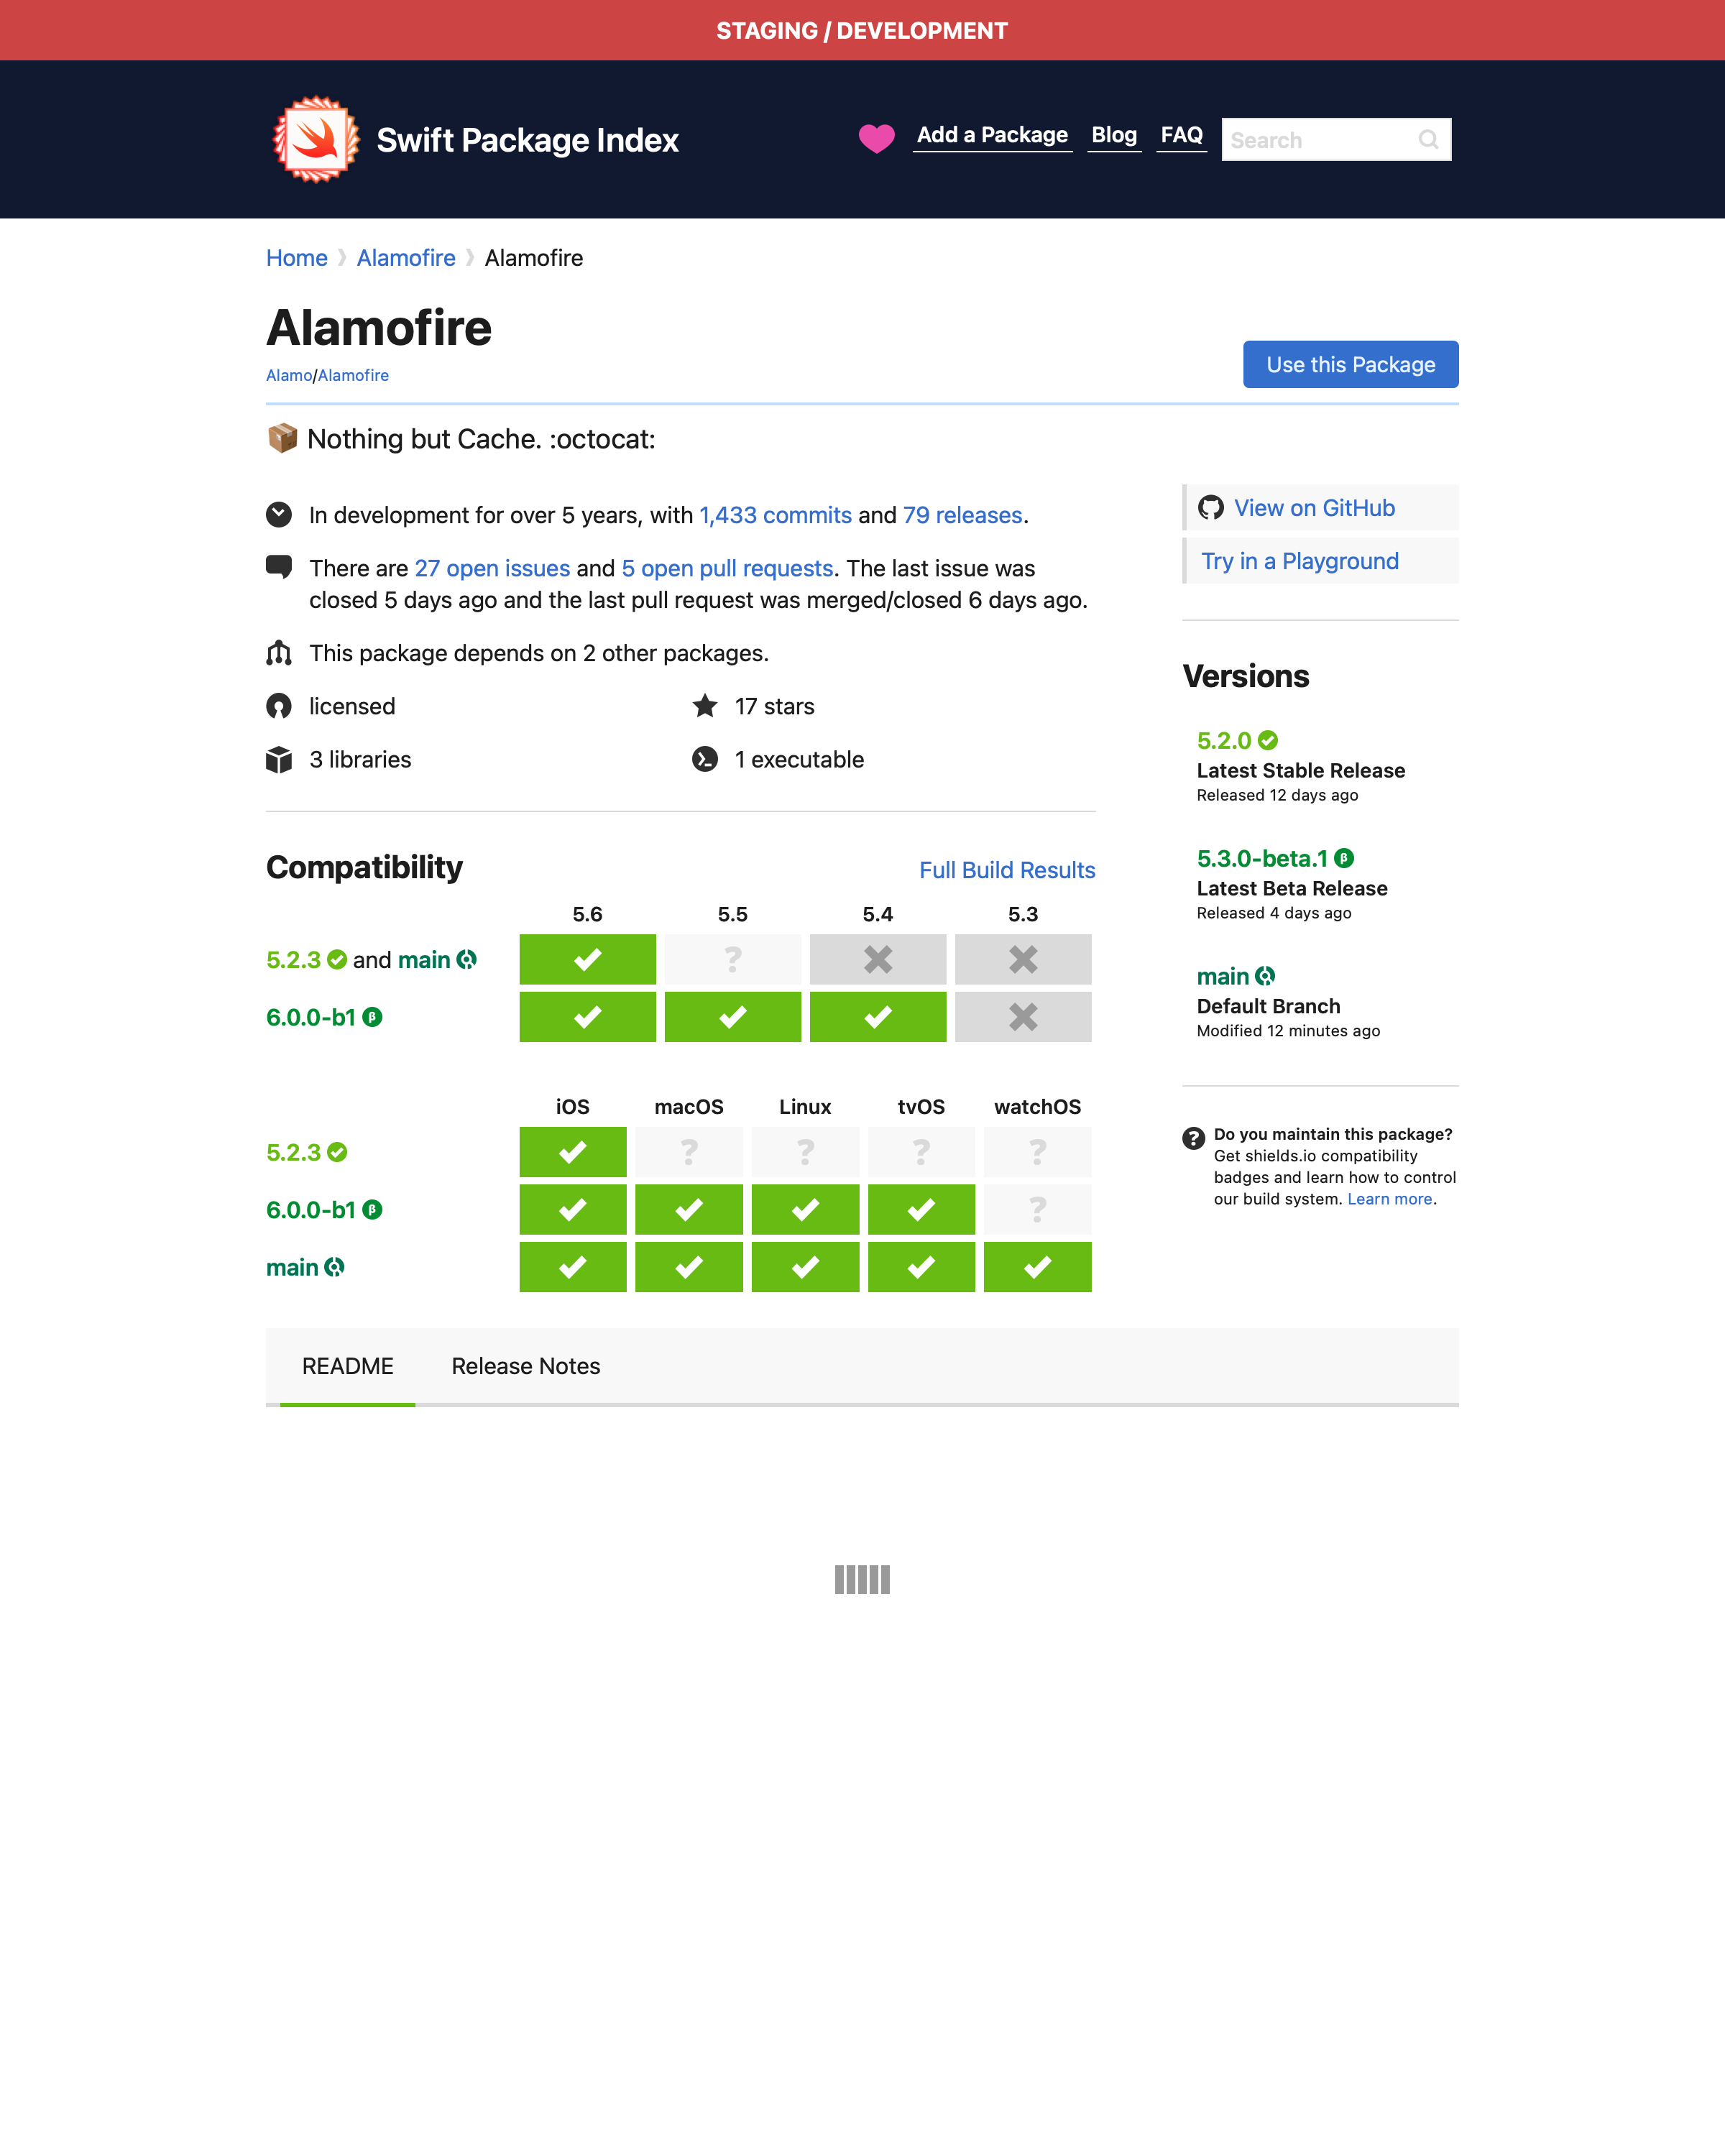 STAGING / DEVELOPMENT
Swift Package Index
Add a Package Blog FAQ Search
Home Alamofire Alamofire
Alamofire
Alamo/Alamofire
Use this Package
Nothing but Cache. :octocat:
In development for over 5 years, with 1,433 commits and 79 releases.
There are 27 open issues and 5 open pull requests. The last issue was
closed 5 days ago and the last pull request was merged/closed 6 days ago.
This package depends on 2 other packages.
licensed
17 stars
3 libraries
1 executable
Compatibility
Full Build Results
5.6 5.5 5.4 5.3
5.2.3 and main ?
6.0.0-b1 β
iOS macOS Linux tvOS watchOS
5.2.3 ? ? ? ?
6.0.0-b1 β ?
main
View on GitHub
Try in a Playground
Versions
5.2.0
Latest Stable Release
Released 12 days ago
5.3.0-beta.1 β
Latest Beta Release
Released 4 days ago
main
Default Branch
Modified 12 minutes ago
? Do you maintain this package?
Get shields.io compatibility
badges and learn how to control
our build system. Learn more.
README Release Notes